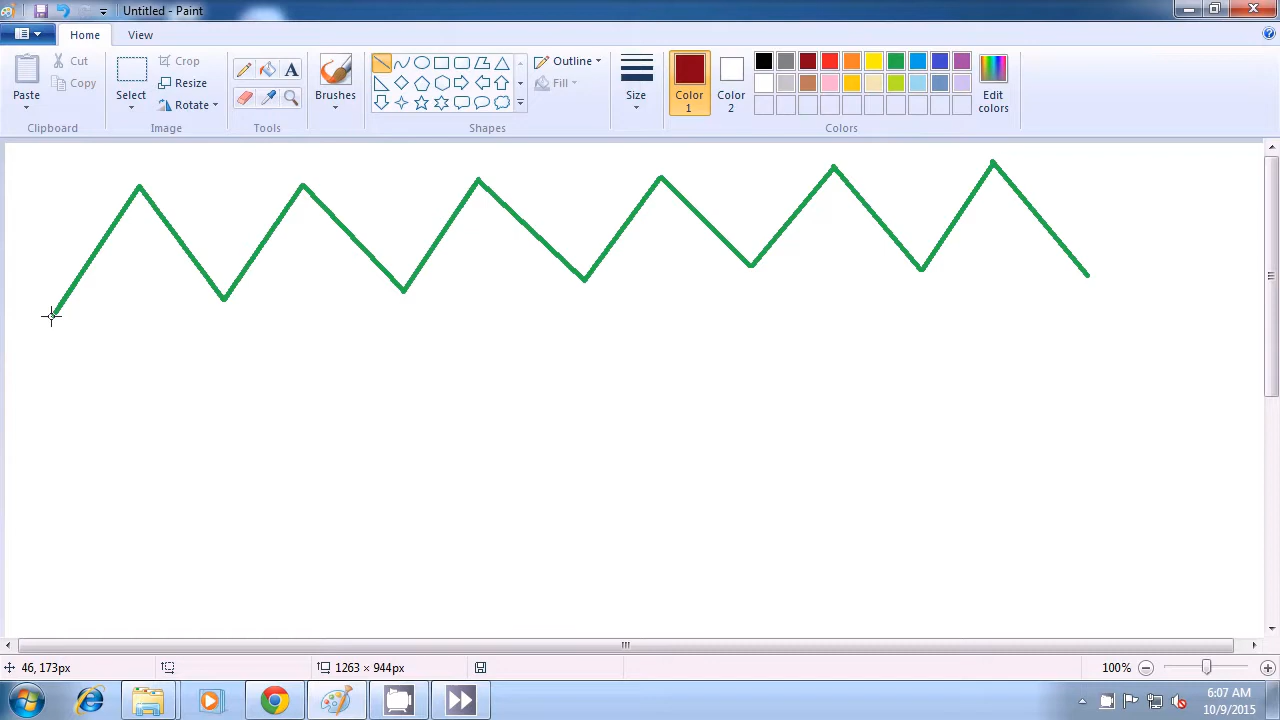 Untitled - Paint
Home View
Paste Cut Copy Select Crop Resize Rotate Brushes Outline Fill Size Color 1 Color 2 Edit colors
Clipboard Image Tools Shapes Colors
46, 173px 1263 × 944px 100%
6:07 AM
10/9/2015